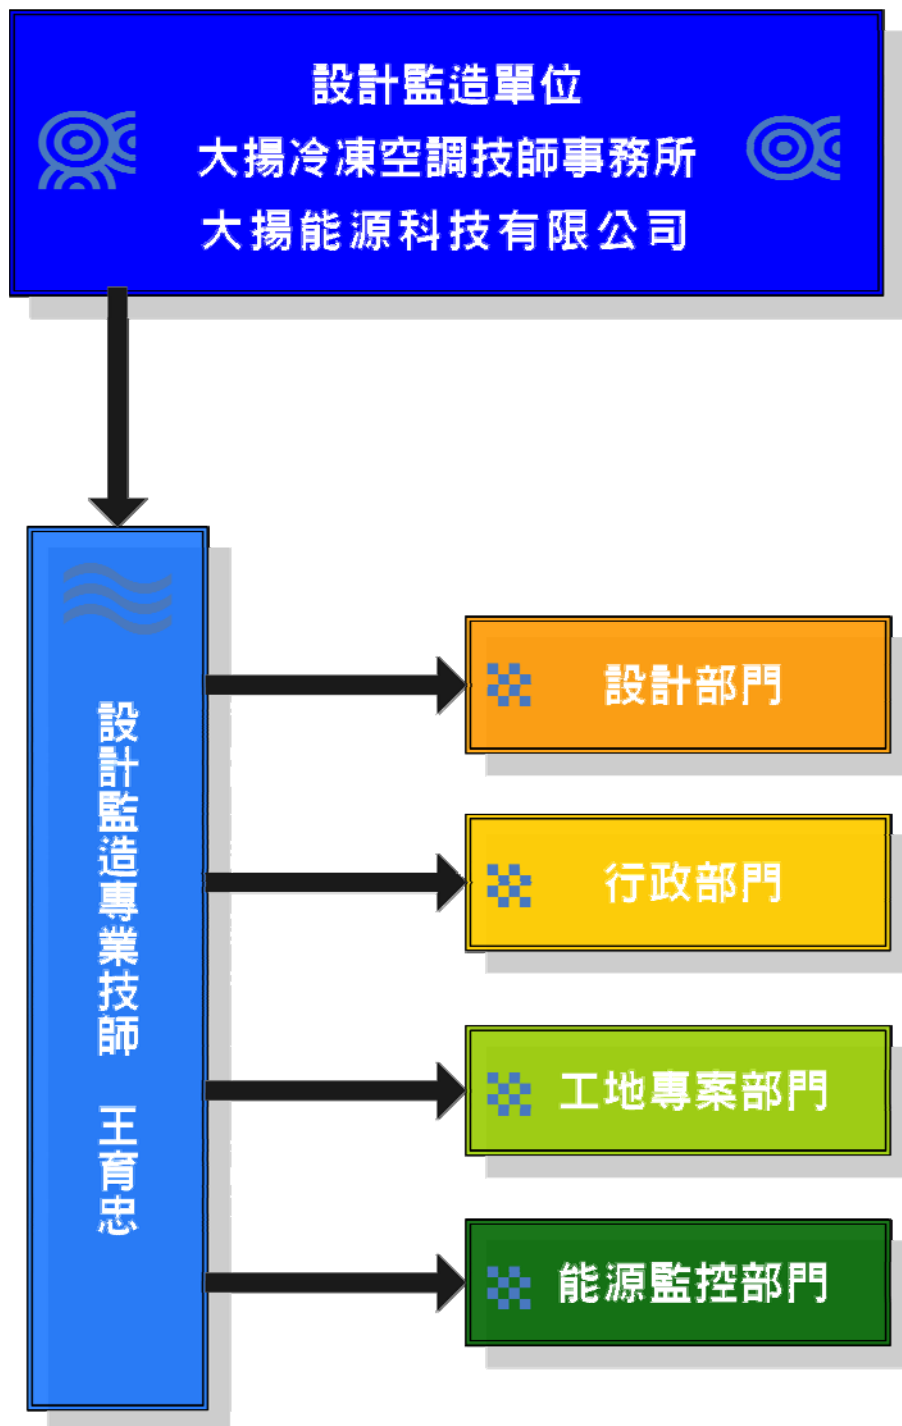 設計監造單位
大揚冷凍空調技師事務所
大揚能源科技有限公司
設計監造專業技師 王育忠
設計部門
行政部門
工地專案部門
能源監控部門